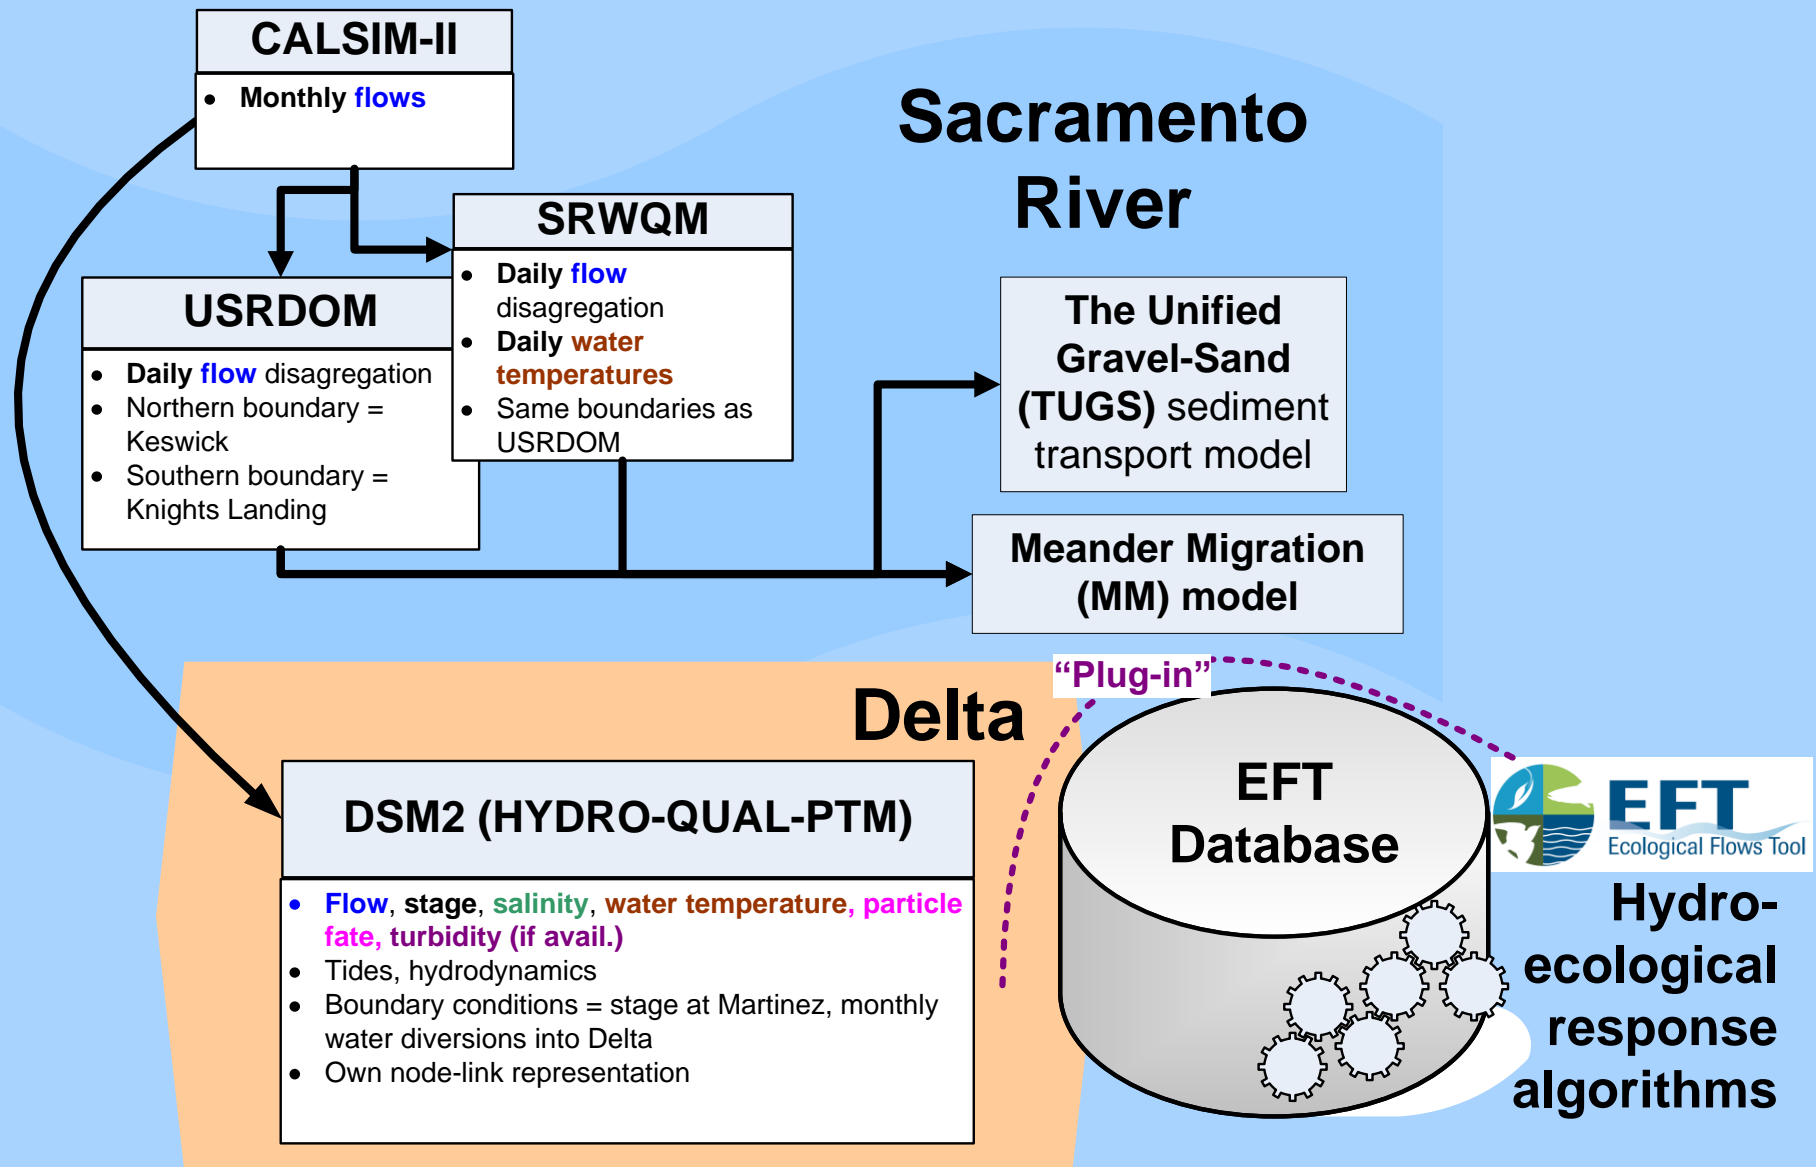 CALSIM-II
• Monthly flows
Sacramento
River
SRWQM
• Daily flow
disagregation
• Daily water
temperatures
• Same boundaries as
USRDOM
USRDOM
• Daily flow disagregation
• Northern boundary =
Keswick
• Southern boundary =
Knights Landing
The Unified
Gravel-Sand
(TUGS) sediment
transport model
Meander Migration
(MM) model
Delta
“Plug-in”
DSM2 (HYDRO-QUAL-PTM)
• Flow, stage, salinity, water temperature, particle
fate, turbidity (if avail.)
• Tides, hydrodynamics
• Boundary conditions = stage at Martinez, monthly
water diversions into Delta
• Own node-link representation
EFT
Database
EFT
Ecological Flows Tool
Hydro-
ecological
response
algorithms